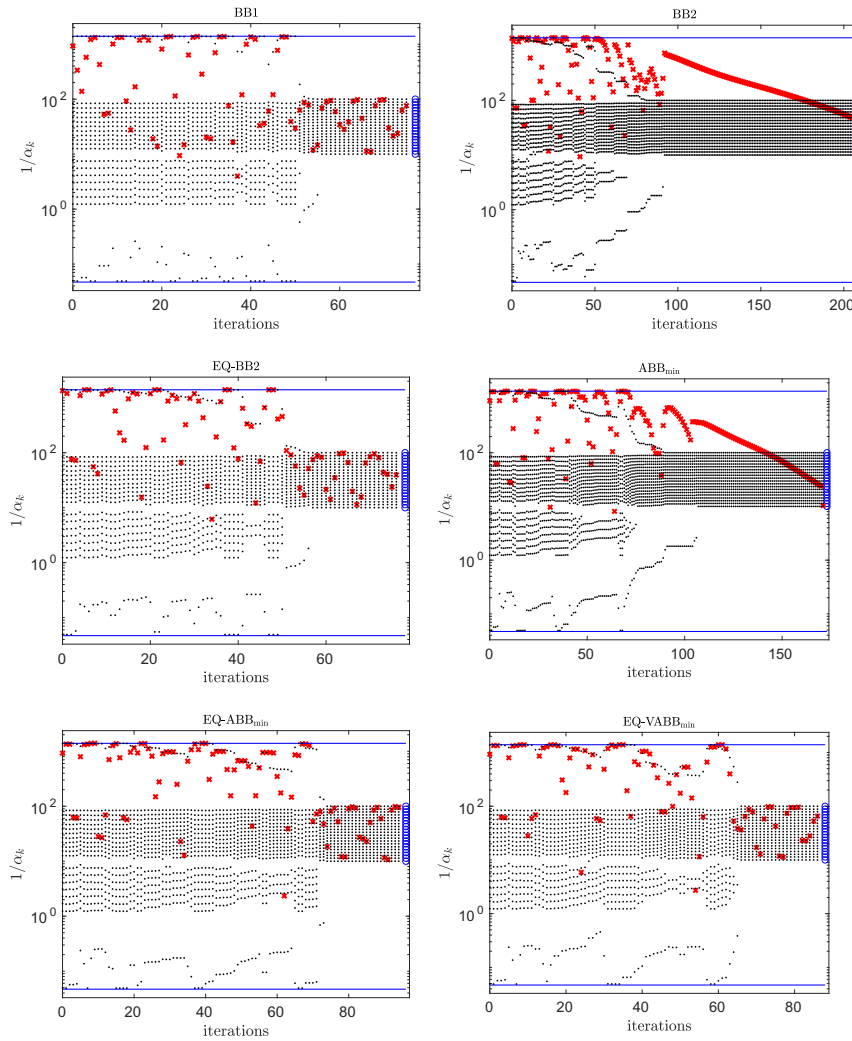 BB1
10^2
10^0
1/α_k
0 20 40 60
iterations
BB2
10^2
10^0
1/α_k
0 50 100 150 200
iterations
EQ-BB2
10^2
10^0
1/α_k
0 20 40 60
iterations
ABB_min
10^2
10^0
1/α_k
0 50 100 150
iterations
EQ-ABB_min
10^2
10^0
1/α_k
0 20 40 60 80
iterations
EQ-VABB_min
10^2
10^0
1/α_k
0 20 40 60 80
iterations